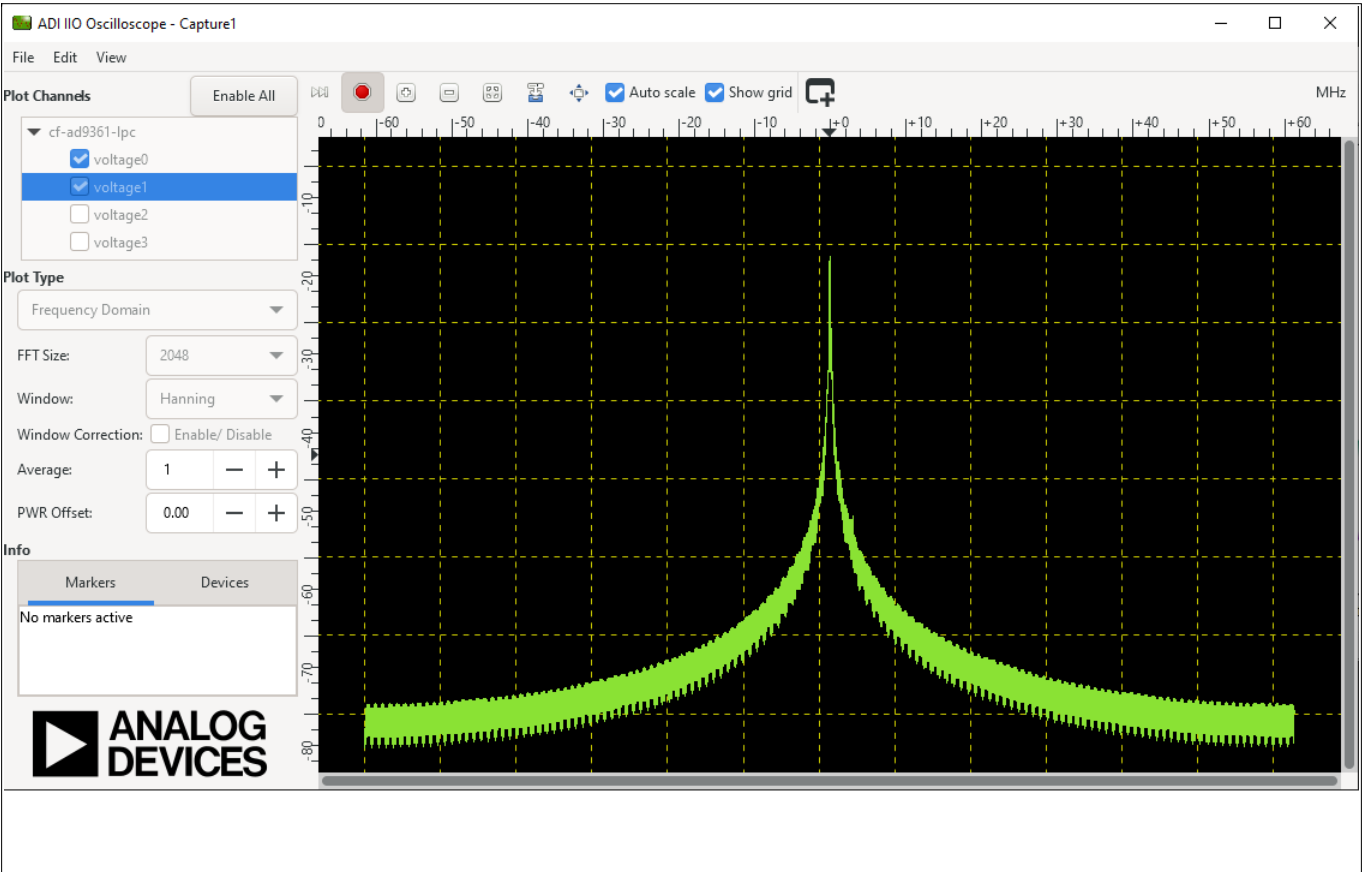 ADI IIO Oscilloscope - Capture1
File Edit View
Plot Channels Enable All Auto scale Show grid MHz
cf-ad9361-lpc
voltage0
voltage1
voltage2
voltage3
0 -60 -50 -40 -30 -20 -10 +0 +10 +20 +30 +40 +50 +60
-10
-20
-30
-40
-50
-60
-70
-80
Plot Type
Frequency Domain
FFT Size: 2048
Window: Hanning
Window Correction: Enable/ Disable
Average: 1
PWR Offset: 0.00
Info
Markers Devices
No markers active
ANALOG
DEVICES